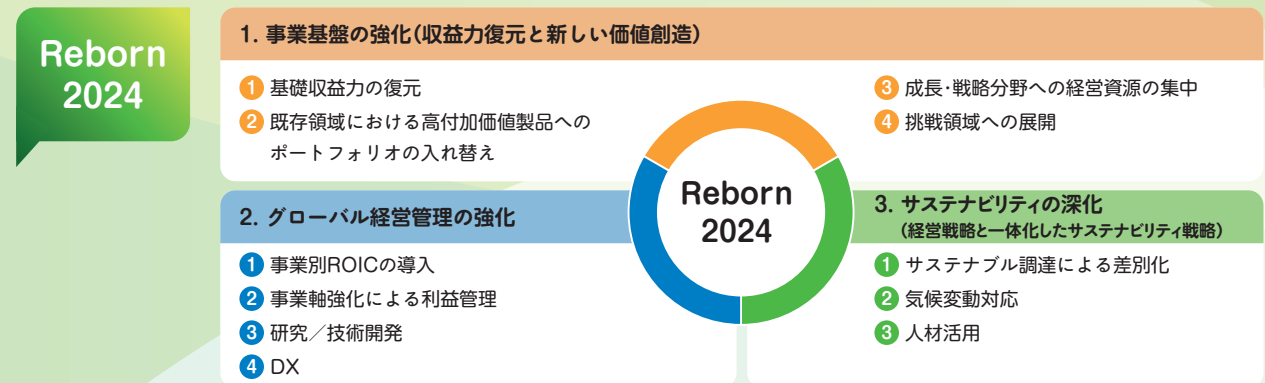 Reborn
2024
1. 事業基盤の強化(収益力復元と新しい価値創造)
1 基礎収益力の復元
2 既存領域における高付加価値製品への
ポートフォリオの入れ替え
3 成長・戦略分野への経営資源の集中
4 挑戦領域への展開
Reborn
2024
2. グローバル経営管理の強化
1 事業別ROICの導入
2 事業軸強化による利益管理
3 研究／技術開発
4 DX
3. サステナビリティの深化
(経営戦略と一体化したサステナビリティ戦略)
1 サステナブル調達による差別化
2 気候変動対応
3 人材活用